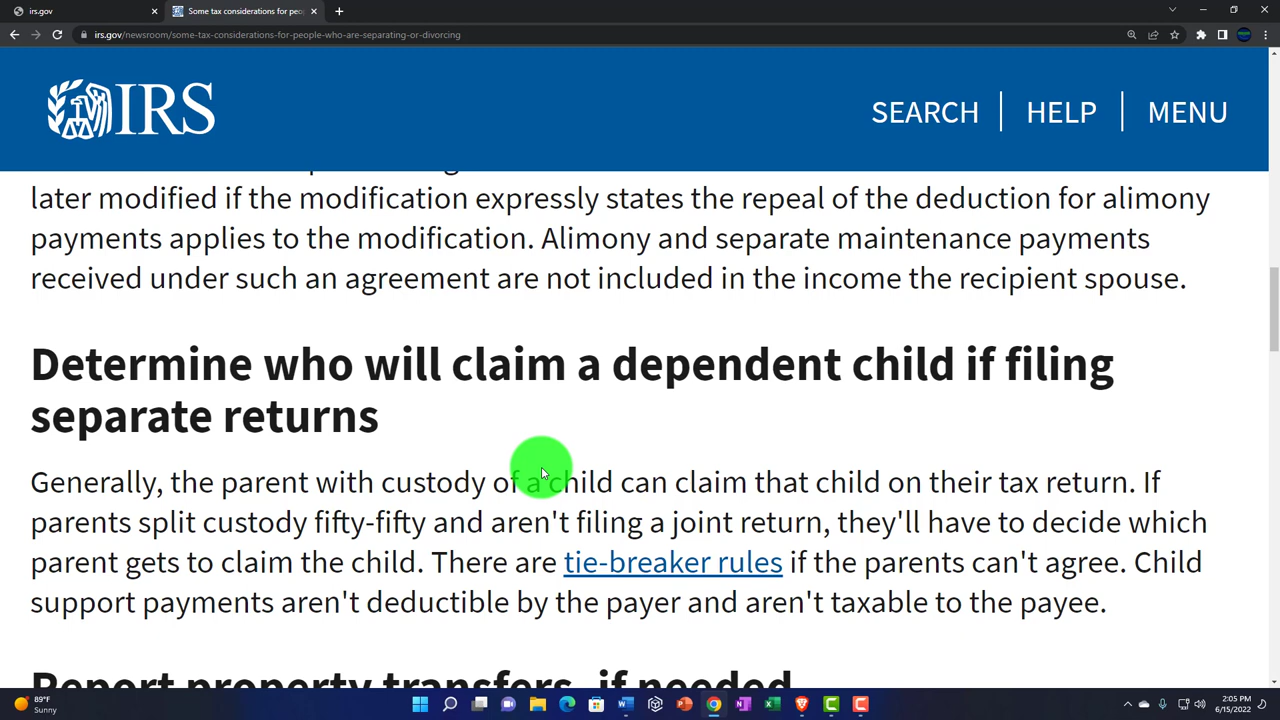 irs.gov
Some tax considerations for peo
irs.gov/newsroom/some-tax-considerations-for-people-who-are-separating-or-divorcing
IRS
SEARCH
HELP
MENU
later modified if the modification expressly states the repeal of the deduction for alimony
payments applies to the modification. Alimony and separate maintenance payments
received under such an agreement are not included in the income the recipient spouse.
Determine who will claim a dependent child if filing
separate returns
Generally, the parent with custody of a child can claim that child on their tax return. If
parents split custody fifty-fifty and aren't filing a joint return, they'll have to decide which
parent gets to claim the child. There are tie-breaker rules if the parents can't agree. Child
support payments aren't deductible by the payer and aren't taxable to the payee.
Report property transfers, if needed
89°F
Sunny
2:05 PM
6/15/2022